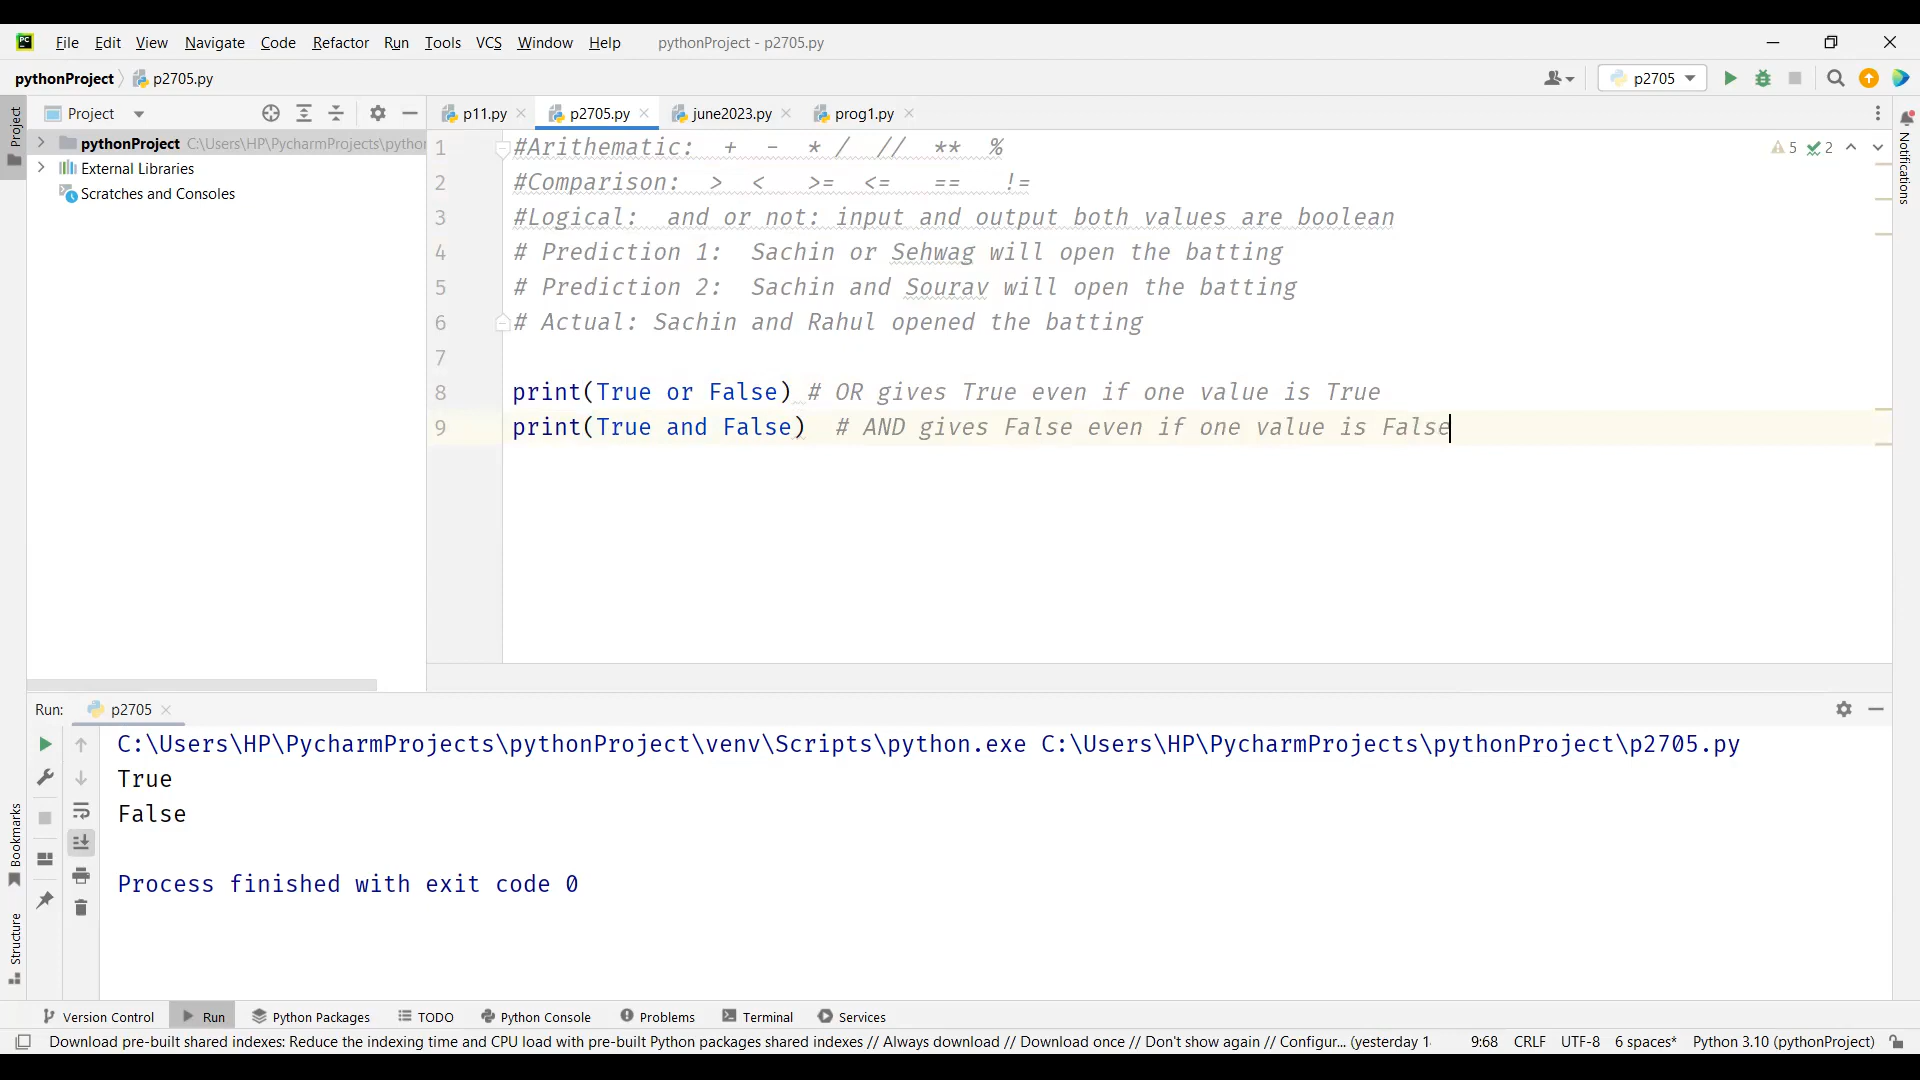 PC File Edit View Navigate Code Refactor Run Tools VCS Window Help pythonProject - p2705.py
pythonProject p2705.py p2705
Project p11.py p2705.py june2023.py prog1.py
Project
pythonProject C:\Users\HP\PycharmProjects\python
External Libraries
Scratches and Consoles
Notifications
5 2
1 #Arithematic: + - * / // ** %
2 #Comparison: > < >= <= == !=
3 #Logical: and or not: input and output both values are boolean
4 # Prediction 1: Sachin or Sehwag will open the batting
5 # Prediction 2: Sachin and Sourav will open the batting
6 # Actual: Sachin and Rahul opened the batting
7
8 print(True or False) # OR gives True even if one value is True
9 print(True and False) # AND gives False even if one value is False
Run: p2705
C:\Users\HP\PycharmProjects\pythonProject\venv\Scripts\python.exe C:\Users\HP\PycharmProjects\pythonProject\p2705.py
True
False
Process finished with exit code 0
Bookmarks
Structure
Version Control Run Python Packages TODO Python Console Problems Terminal Services
Download pre-built shared indexes: Reduce the indexing time and CPU load with pre-built Python packages shared indexes // Always download // Download once // Don't show again // Configur... (yesterday 1 9:68 CRLF UTF-8 6 spaces* Python 3.10 (pythonProject)